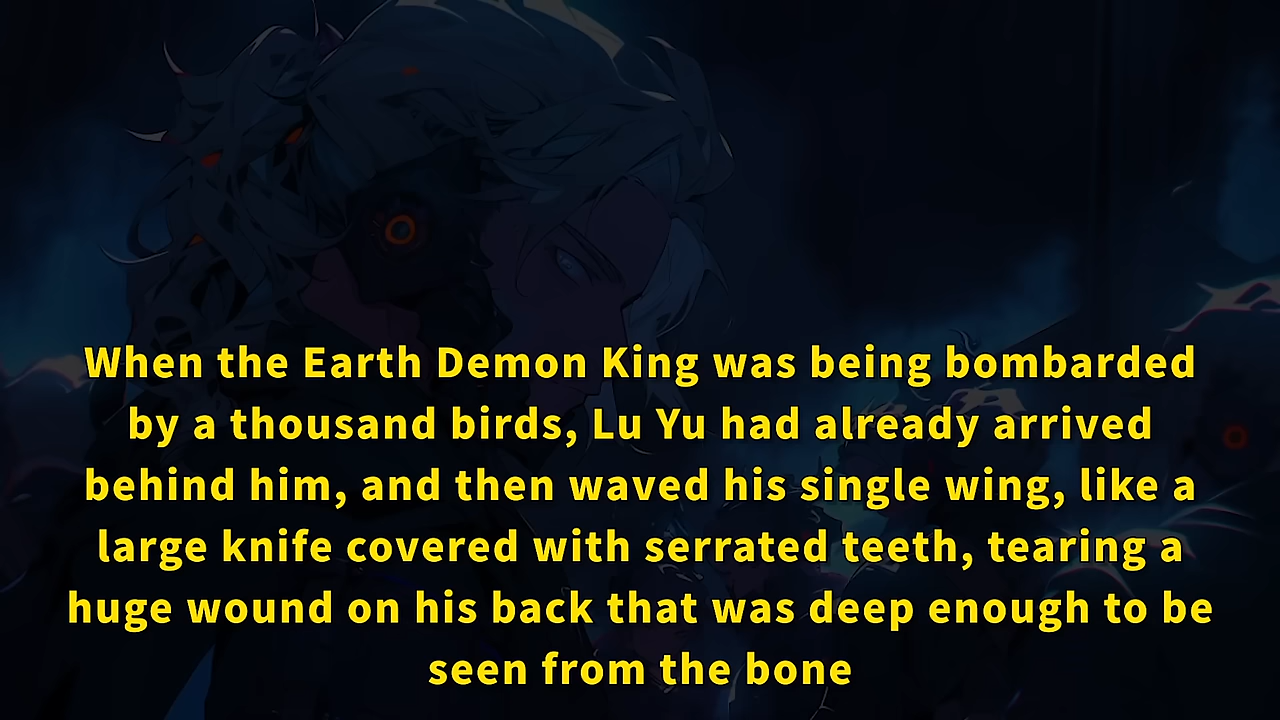 When the Earth Demon King was being bombarded
by a thousand birds, Lu Yu had already arrived
behind him, and then waved his single wing, like a
large knife covered with serrated teeth, tearing a
huge wound on his back that was deep enough to be
seen from the bone